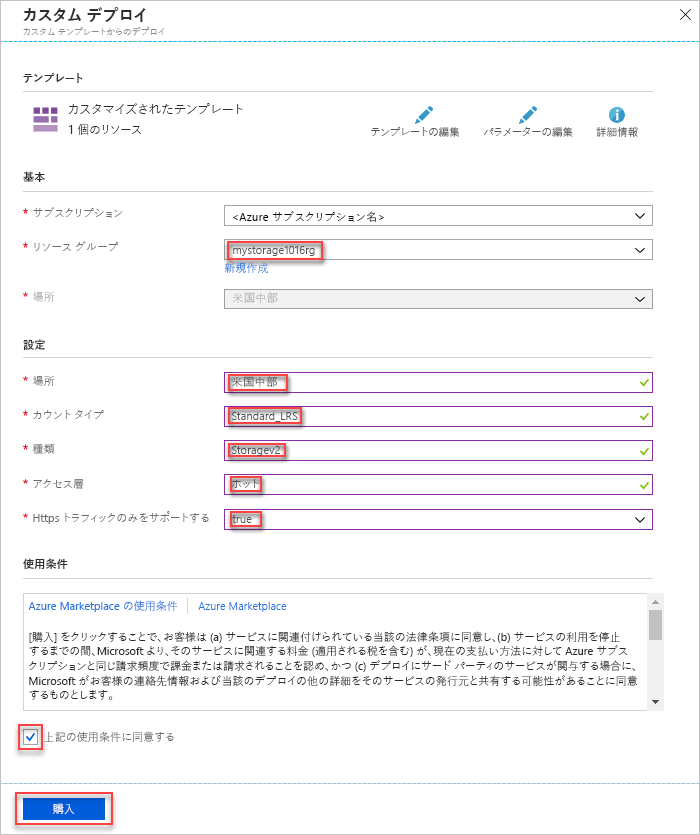 カスタム デプロイ
カスタム テンプレートからのデプロイ
テンプレート
カスタマイズされたテンプレート
1 個のリソース
テンプレートの編集
パラメーターの編集
詳細情報
基本
* サブスクリプション
<Azure サブスクリプション名>
* リソース グループ
mystorage1016rg
新規作成
* 場所
米国中部
設定
* 場所
米国中部
* カウント タイプ
Standard_LRS
* 種類
Storagev2
* アクセス層
ホット
* Https トラフィックのみをサポートする
true
使用条件
Azure Marketplace の使用条件 | Azure Marketplace
[購入] をクリックすることで、お客様は (a) サービスに関連付けられている当該の法律条項に同意し、(b) サービスの利用を停止
するまでの間、Microsoft より、そのサービスに関連する料金 (適用される税を含む) が、現在の支払い方法に対して Azure サブス
クリプションと同じ請求頻度で課金または請求されることを認め、かつ (c) デプロイにサード パーティのサービスが関与する場合に、
Microsoft がお客様の連絡先情報および当該のデプロイの他の詳細をそのサービスの発行元と共有する可能性があることに同意
するものとします。
上記の使用条件に同意する
購入